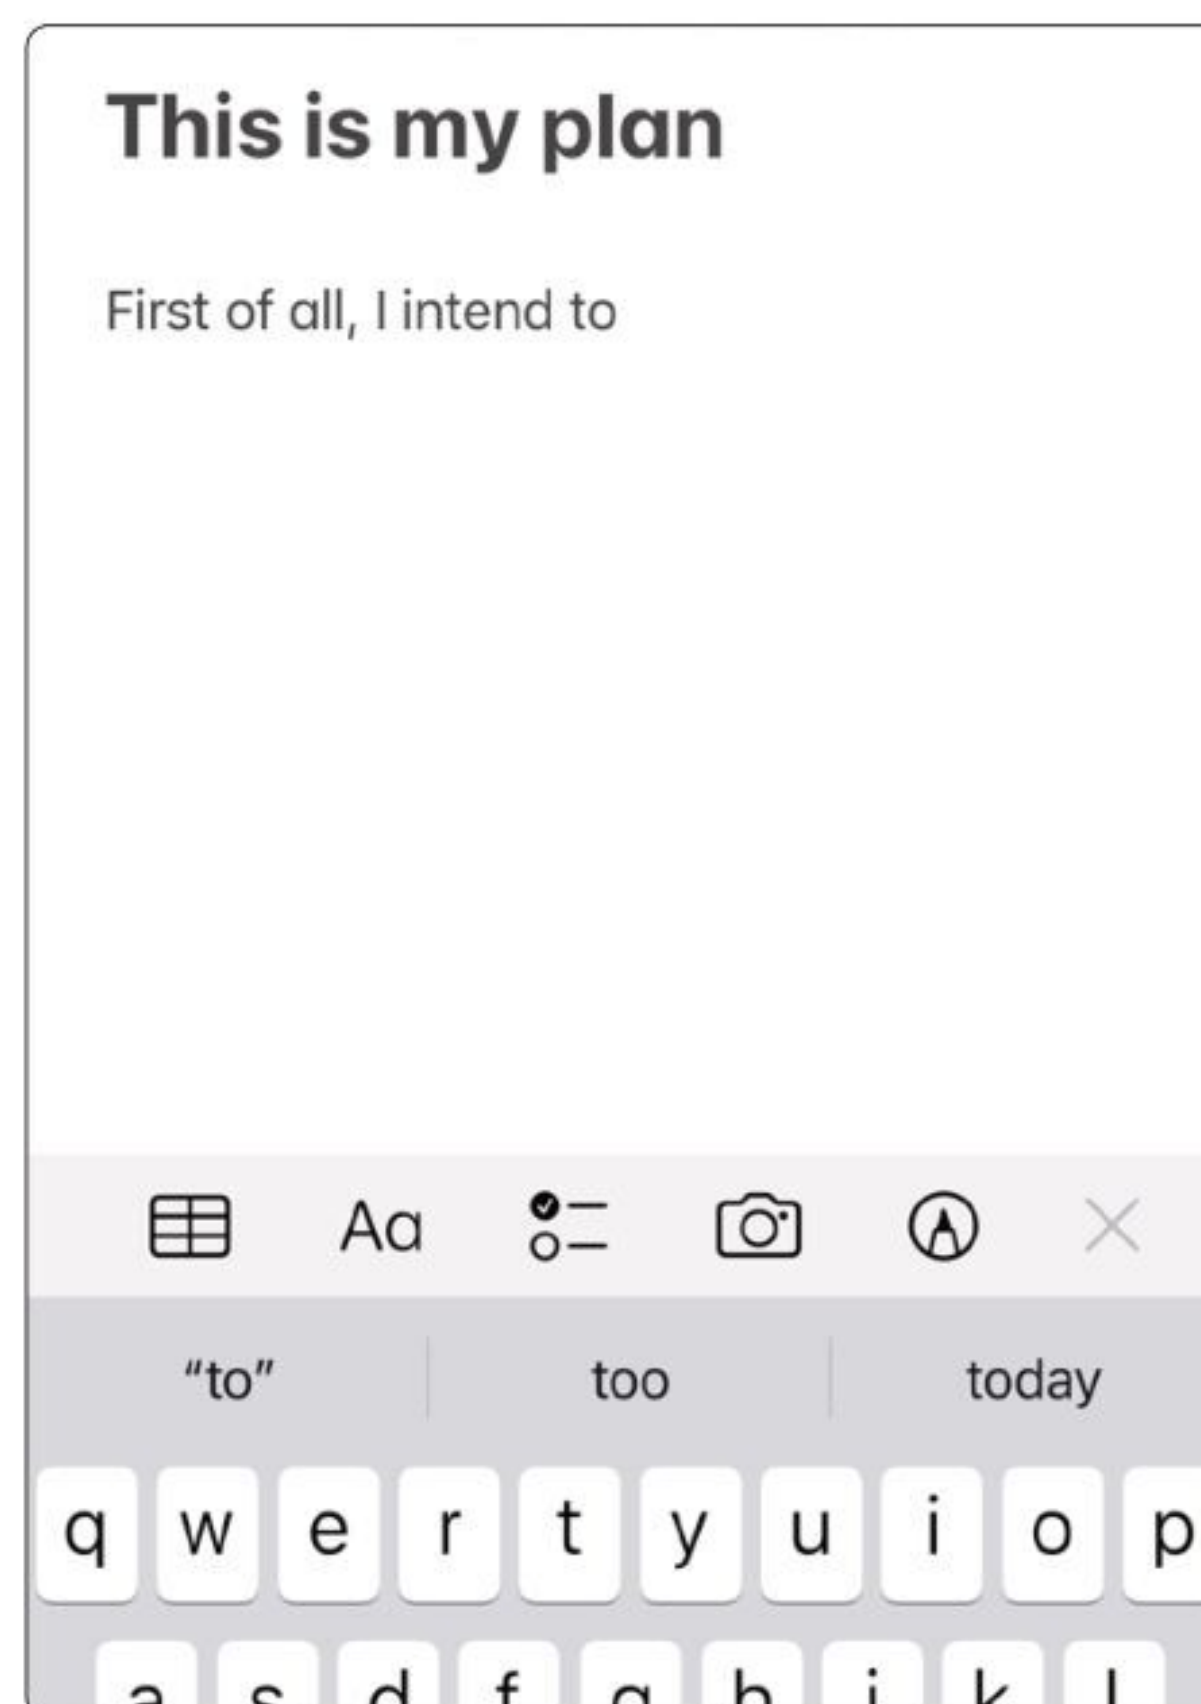 This is my plan
First of all, I intend to
Aa
“to” too today
q w e r t y u i o p
a s d f g h j k l